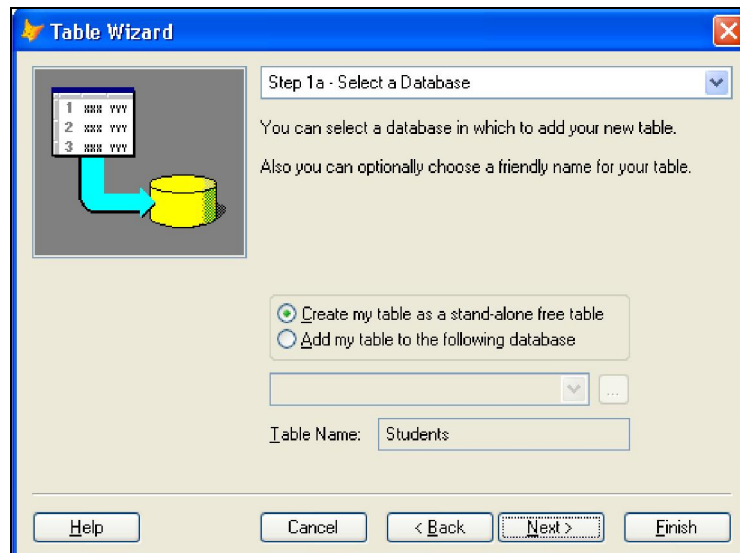 Table Wizard
Step 1a - Select a Database
1 XXX YYY
2 XXX YYY
3 XXX YYY
You can select a database in which to add your new table.
Also you can optionally choose a friendly name for your table.
Create my table as a stand-alone free table
Add my table to the following database
...
Table Name: Students
Help Cancel < Back Next > Finish